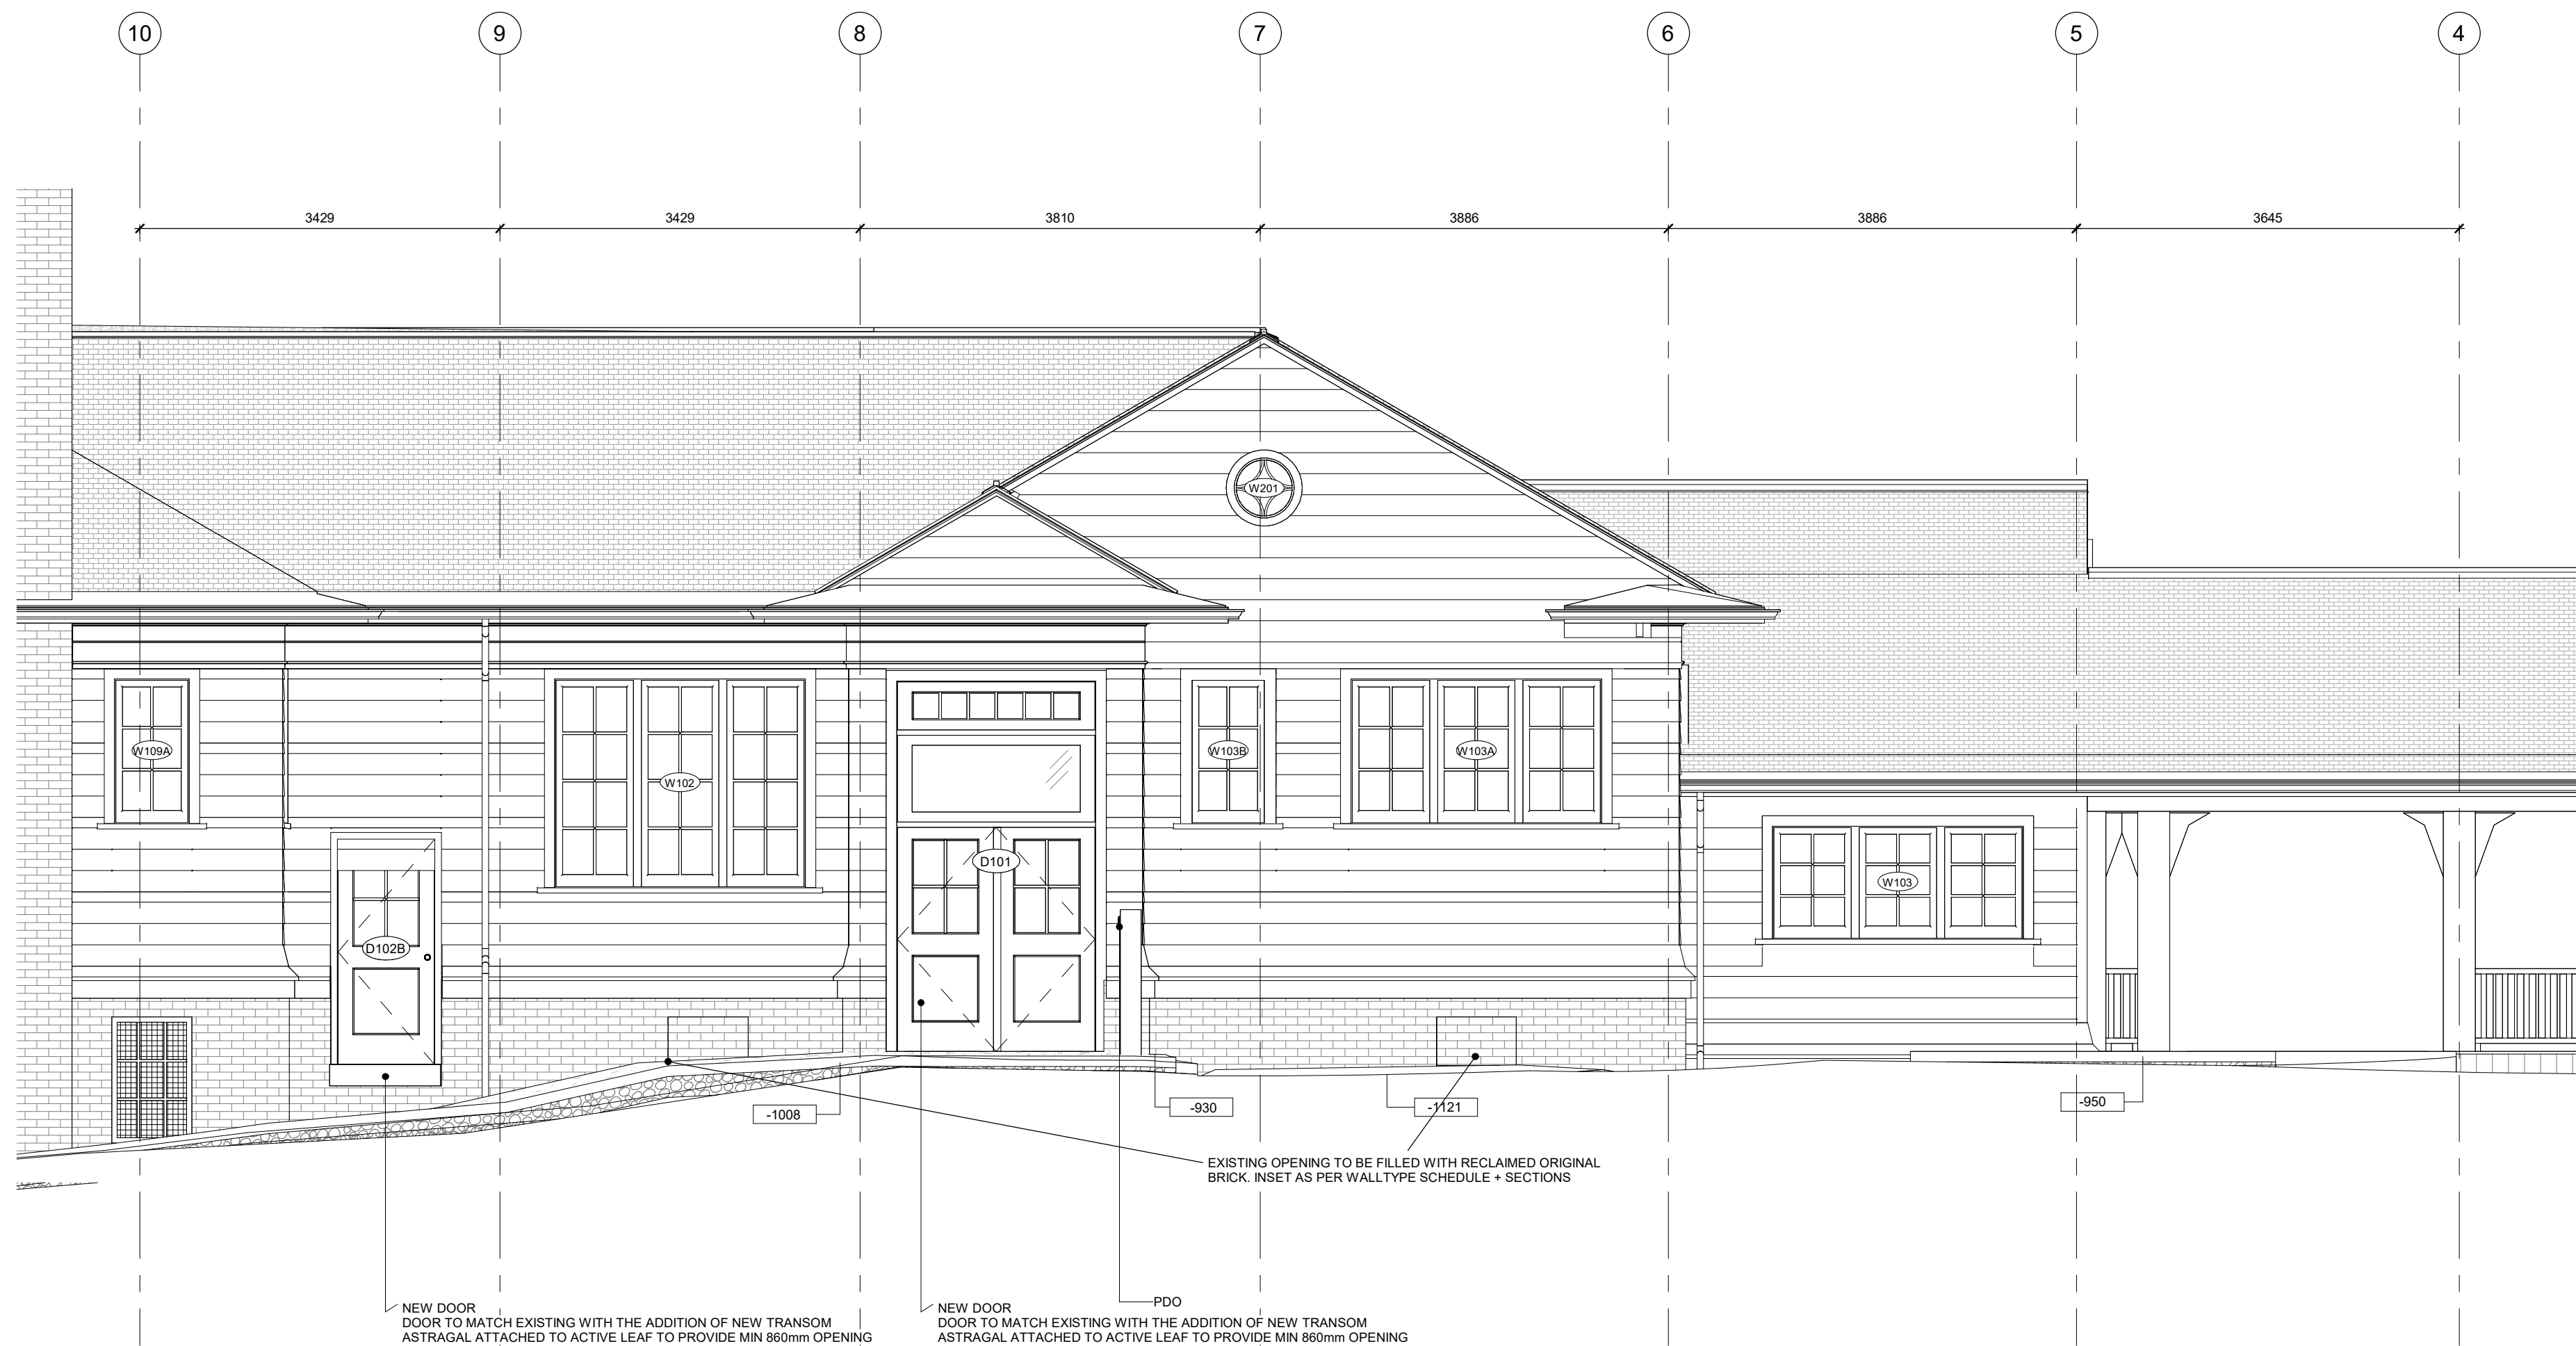 10
9
8
7
6
5
4
3429
3429
3810
3886
3886
3645
W201
W109A
W102
W103B
W103A
D101
W103
D102B
-1008
-930
-1121
-950
EXISTING OPENING TO BE FILLED WITH RECLAIMED ORIGINAL
BRICK. INSET AS PER WALLTYPE SCHEDULE + SECTIONS
PDO
NEW DOOR
DOOR TO MATCH EXISTING WITH THE ADDITION OF NEW TRANSOM
ASTRAGAL ATTACHED TO ACTIVE LEAF TO PROVIDE MIN 860mm OPENING
NEW DOOR
DOOR TO MATCH EXISTING WITH THE ADDITION OF NEW TRANSOM
ASTRAGAL ATTACHED TO ACTIVE LEAF TO PROVIDE MIN 860mm OPENING